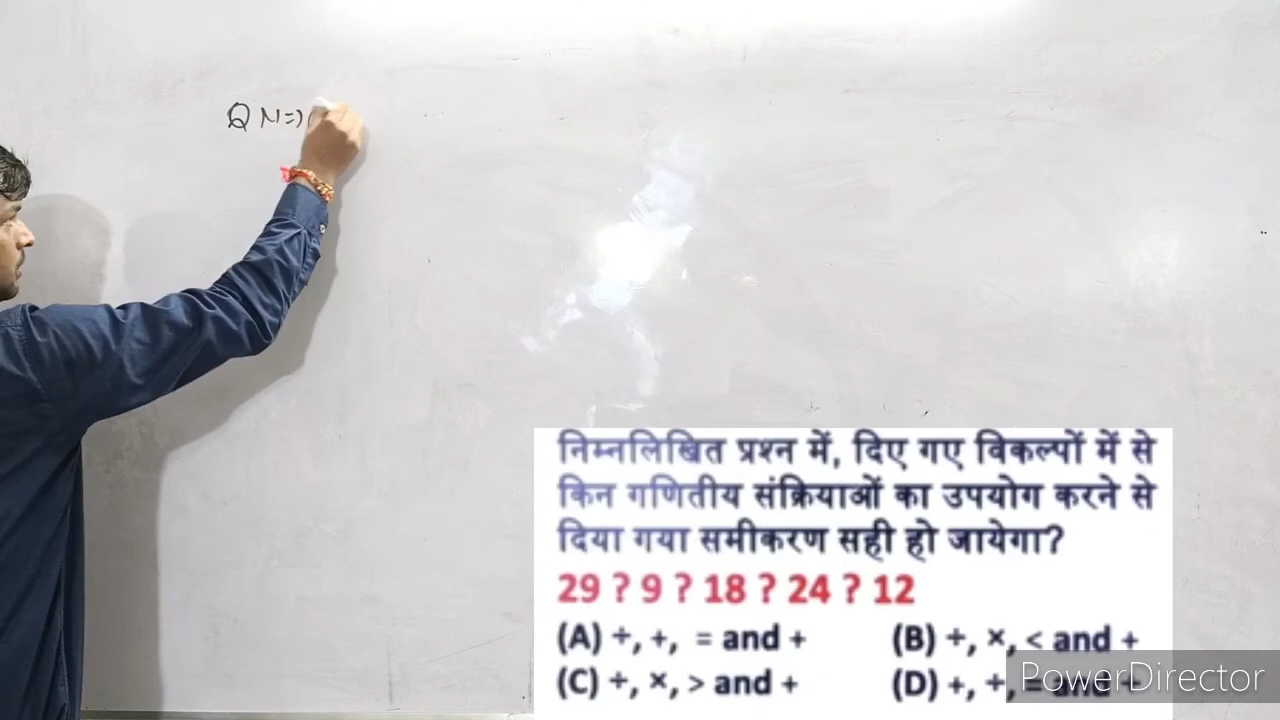 Q N=)
निम्नलिखित प्रश्न में, दिए गए विकल्पों में से
किन गणितीय संक्रियाओं का उपयोग करने से
दिया गया समीकरण सही हो जायेगा?
29 ? 9 ? 18 ? 24 ? 12
(A) ÷, +, = and +
(B) ÷, ×, < and +
(C) ÷, ×, > and +
(D) +, +, = and
PowerDirector